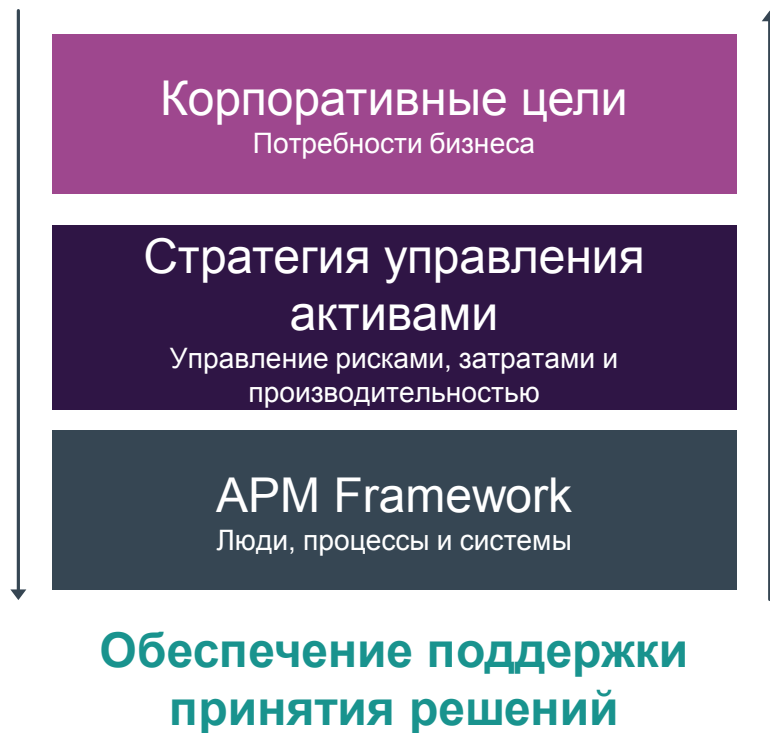 Корпоративные цели
Потребности бизнеса
Стратегия управления
активами
Управление рисками, затратами и
производительностью
APM Framework
Люди, процессы и системы
Обеспечение поддержки
принятия решений